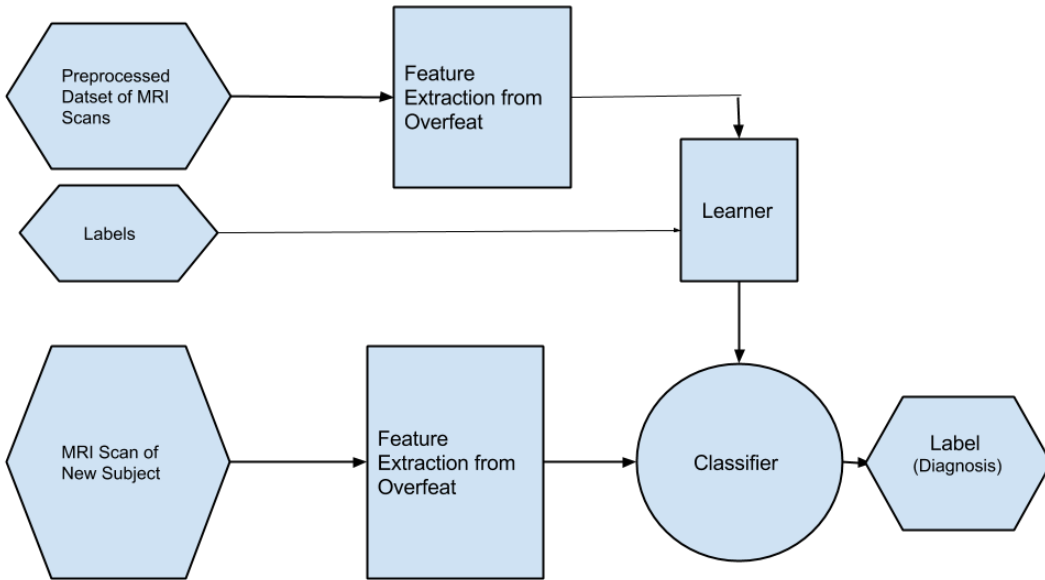 Preprocessed
Datset of MRI
Scans
Feature
Extraction from
Overfeat
Learner
Labels
MRI Scan of
New Subject
Feature
Extraction from
Overfeat
Classifier
Label
(Diagnosis)